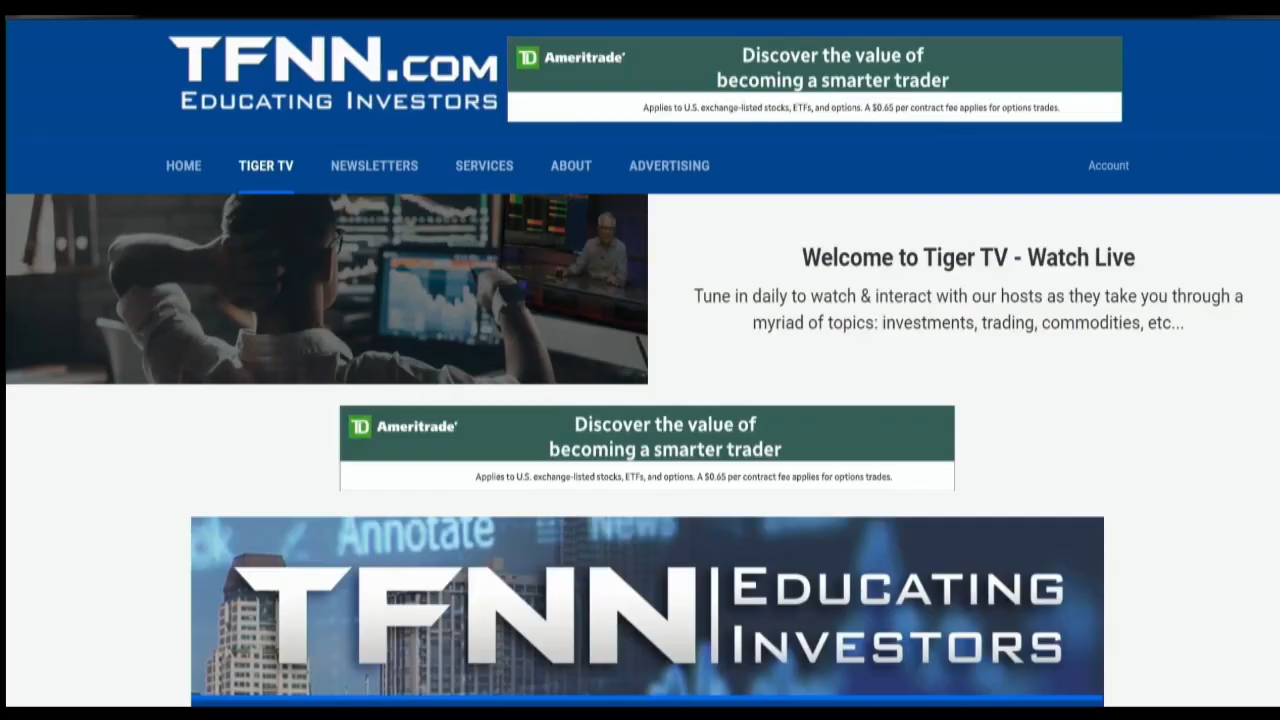 TFNN.COM
EDUCATING INVESTORS
TD Ameritrade
Discover the value of
becoming a smarter trader
Applies to U.S. exchange-listed stocks, ETFs, and options. A $0.65 per contract fee applies for options trades.
HOME TIGER TV NEWSLETTERS SERVICES ABOUT ADVERTISING Account
Welcome to Tiger TV - Watch Live
Tune in daily to watch & interact with our hosts as they take you through a
myriad of topics: investments, trading, commodities, etc...
TD Ameritrade
Discover the value of
becoming a smarter trader
Applies to U.S. exchange-listed stocks, ETFs, and options. A $0.65 per contract fee applies for options trades.
Annotate News
TFNN EDUCATING
INVESTORS